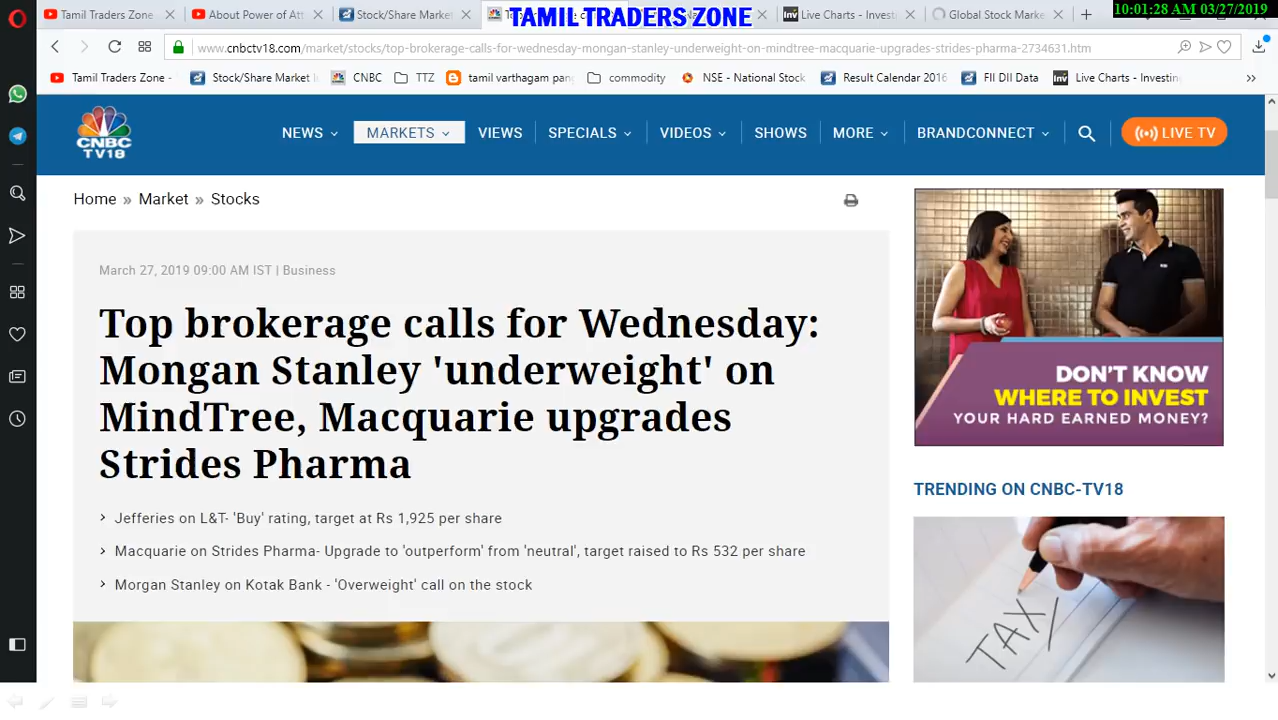 TAMIL TRADERS ZONE
10:01:28 AM 03/27/2019
Tamil Traders Zone
About Power of Att
Stock/Share Market
Live Charts - Investi
Global Stock Marke
www.cnbctv18.com/market/stocks/top-brokerage-calls-for-wednesday-morgan-stanley-underweight-on-mindtree-macquarie-upgrades-strides-pharma-2734631.htm
Tamil Traders Zone -
Stock/Share Market I
CNBC
TTZ
tamil varthagam pan
commodity
NSE - National Stock
Result Calendar 2016
FII DII Data
Live Charts - Investin
CNBC
TV18
NEWS
MARKETS
VIEWS
SPECIALS
VIDEOS
SHOWS
MORE
BRANDCONNECT
LIVE TV
Home » Market » Stocks
March 27, 2019 09:00 AM IST | Business
Top brokerage calls for Wednesday:
Mongan Stanley 'underweight' on
MindTree, Macquarie upgrades
Strides Pharma
Jefferies on L&T- 'Buy' rating, target at Rs 1,925 per share
Macquarie on Strides Pharma- Upgrade to 'outperform' from 'neutral', target raised to Rs 532 per share
Morgan Stanley on Kotak Bank - 'Overweight' call on the stock
DON'T KNOW
WHERE TO INVEST
YOUR HARD EARNED MONEY?
TRENDING ON CNBC-TV18
TAX